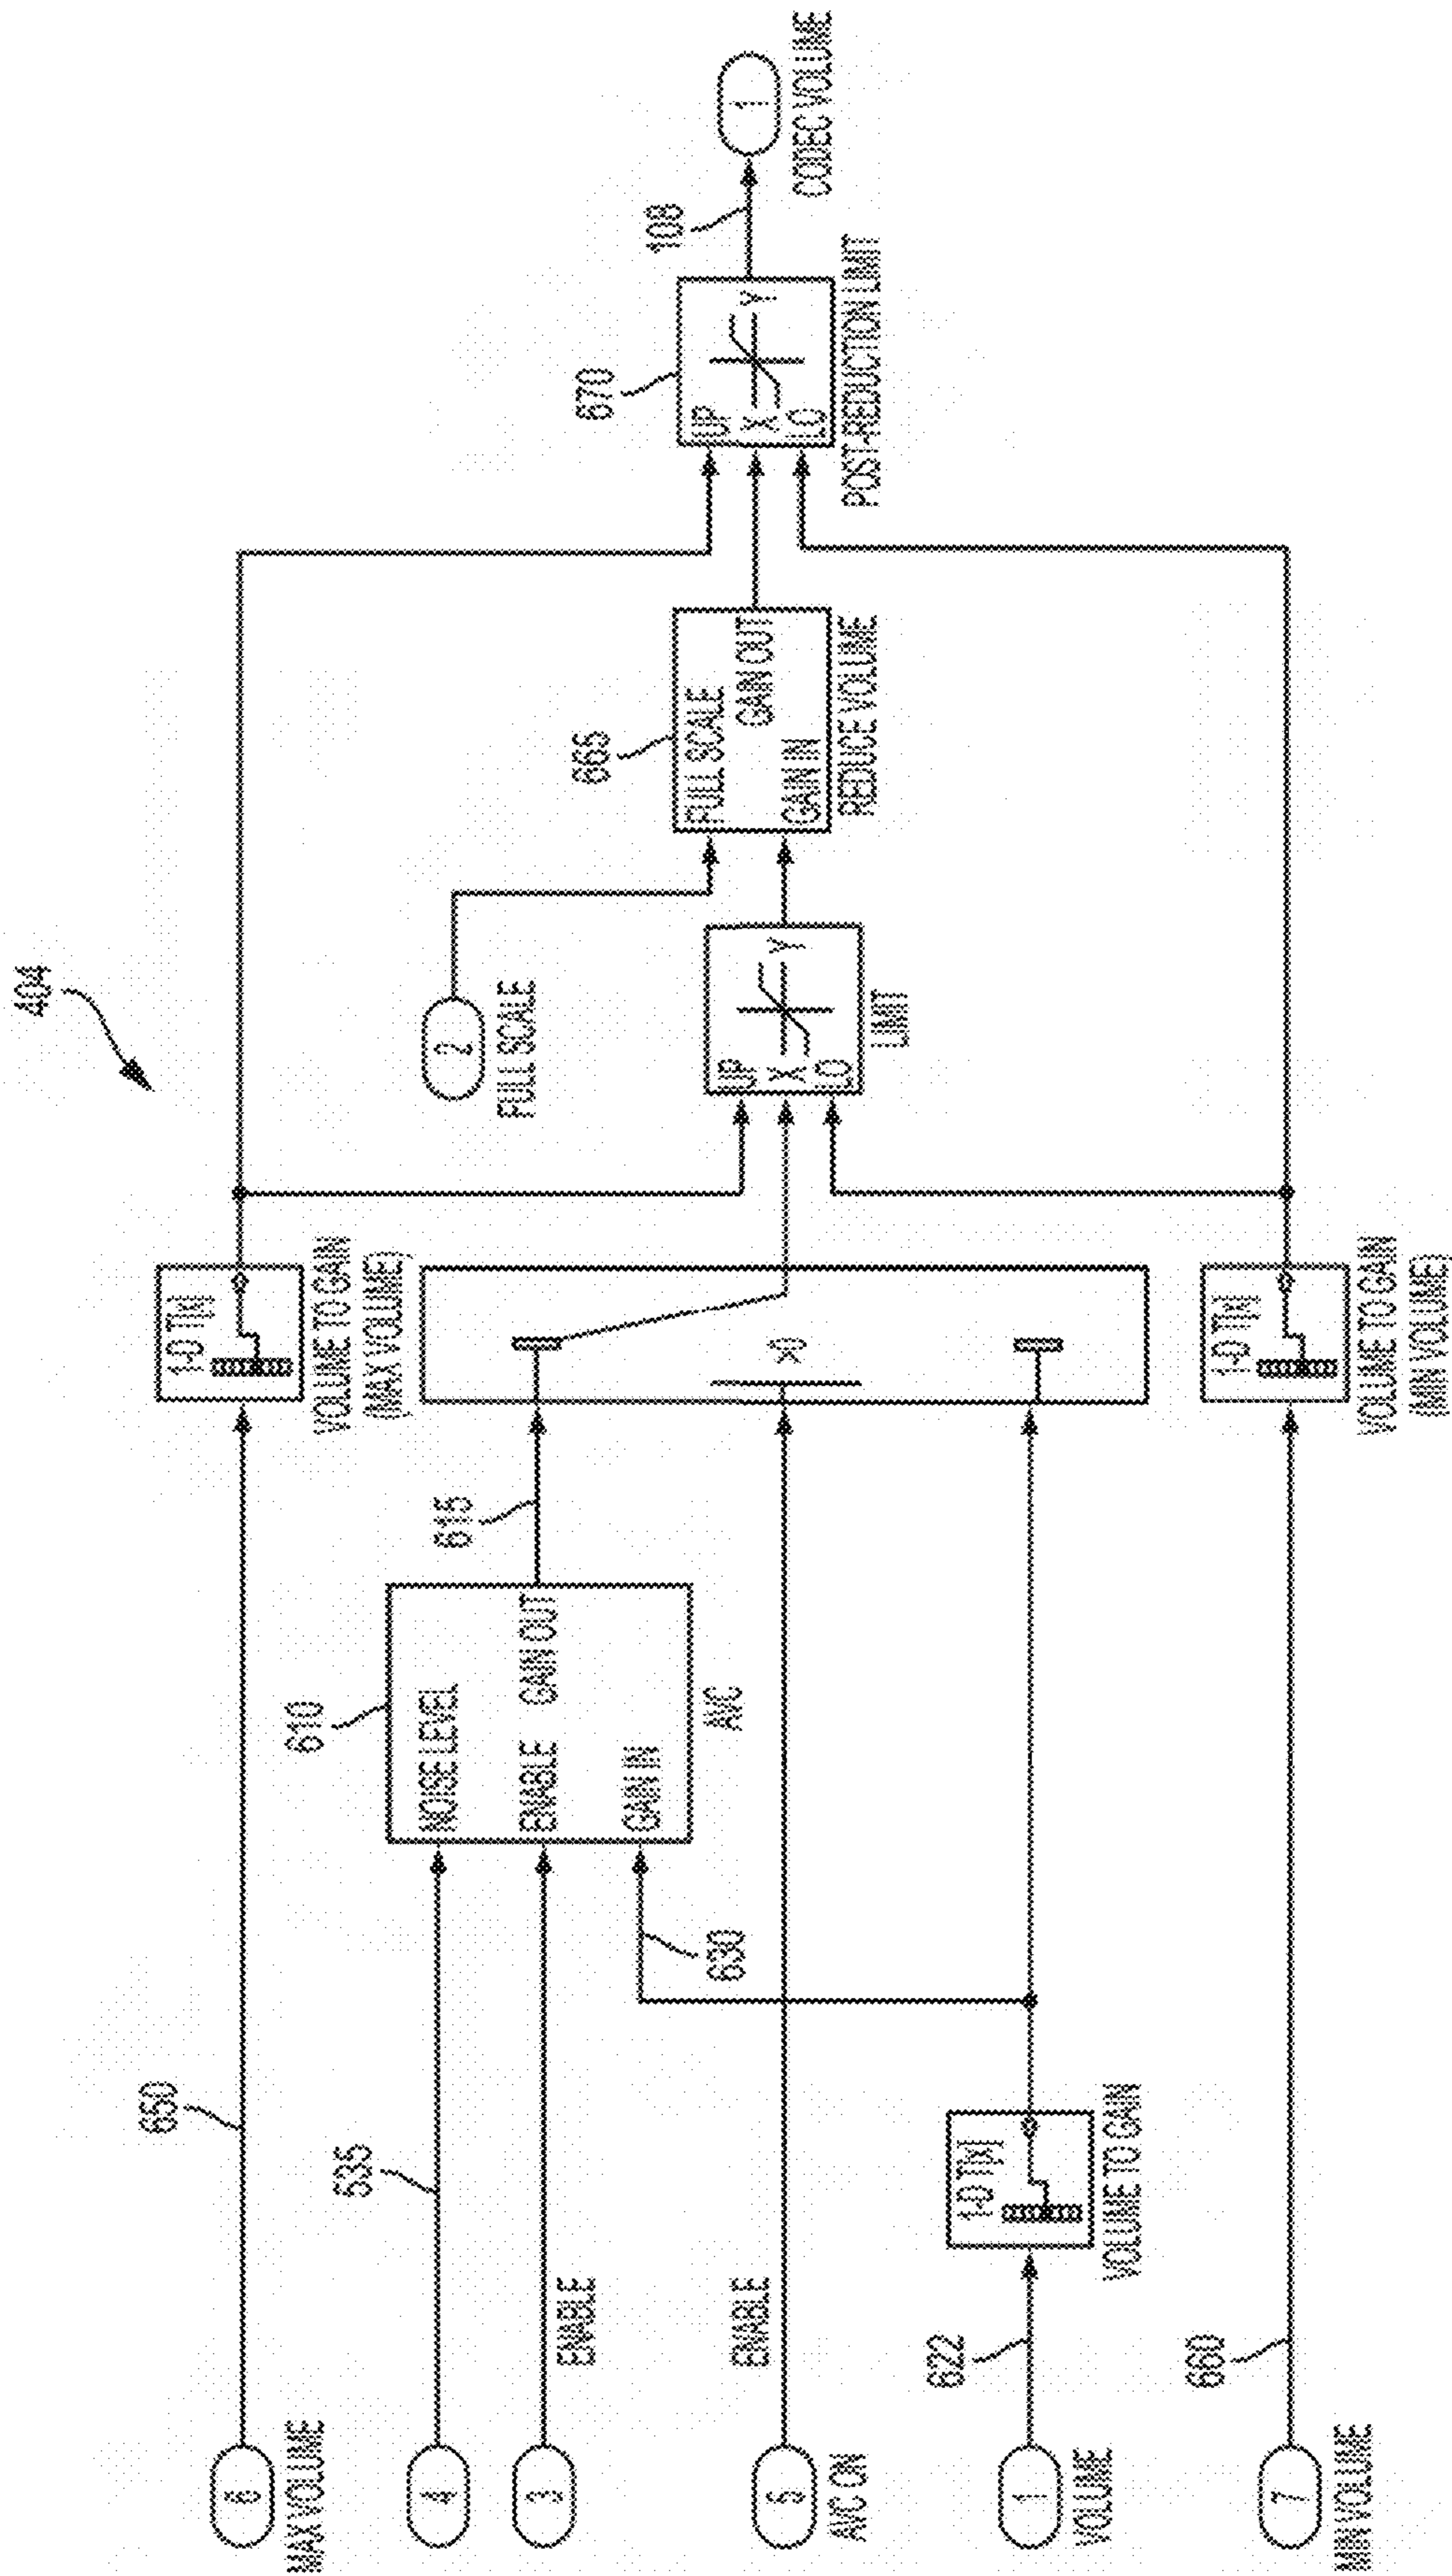 404
6
MAX VOLUME
650
1-D T[x]
VOLUME TO GAIN
(MAX VOLUME)
4
635
3
ENABLE
610
NOISE LEVEL
ENABLE
GAIN OUT
GAIN IN
AVC
615
630
5
AVC ON
ENABLE
>0
1
VOLUME
622
1-D T[x]
VOLUME TO GAIN
7
MIN VOLUME
660
1-D T[x]
VOLUME TO GAIN
(MIN VOLUME)
2
FULL SCALE
UP
X
LO
Y
LIMIT
665
FULL SCALE
GAIN OUT
GAIN IN
REDUCE VOLUME
670
UP
X
LO
Y
POST-REDUCTION LIMIT
108
1
CODEC VOLUME